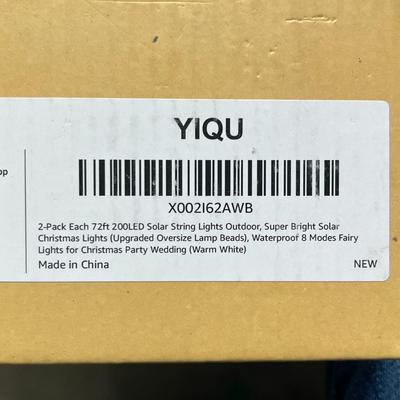 YIQU
X002I62AWB
2-Pack Each 72ft 200LED Solar String Lights Outdoor, Super Bright Solar
Christmas Lights (Upgraded Oversize Lamp Beads), Waterproof 8 Modes Fairy
Lights for Christmas Party Wedding (Warm White)
Made in China
NEW